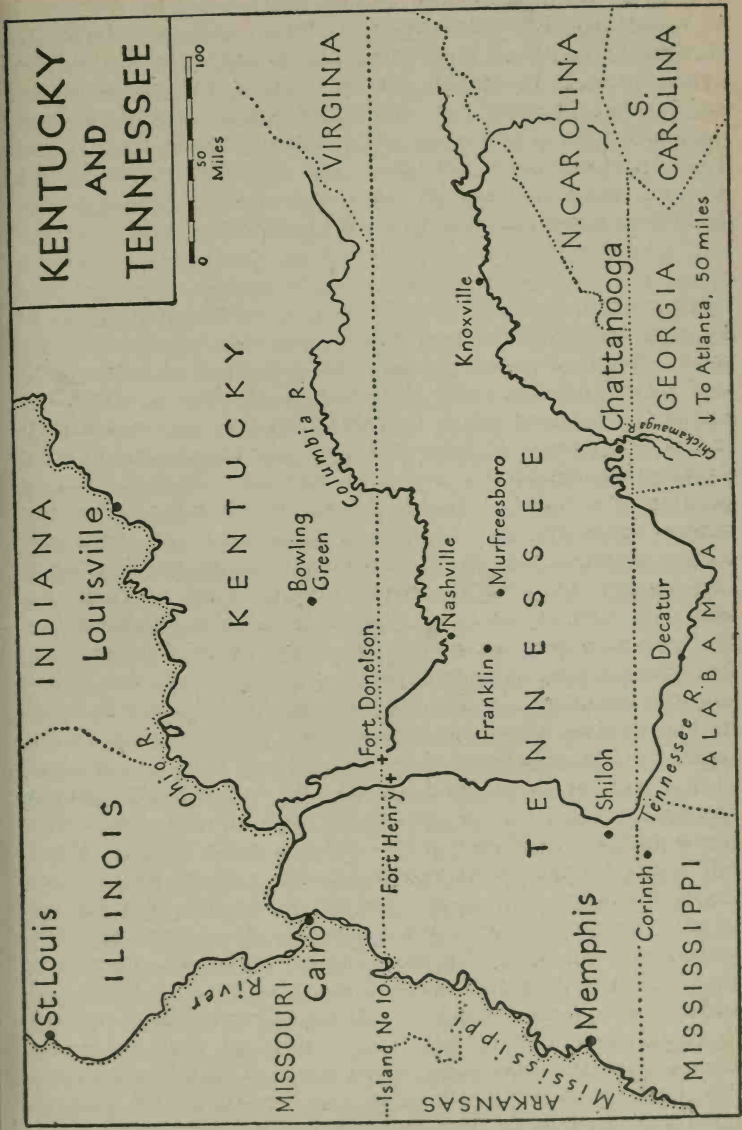 KENTUCKY
AND
TENNESSEE
0 50 100
Miles
St. Louis
ILLINOIS
INDIANA
Louisville
Ohio R.
KENTUCKY
VIRGINIA
River
MISSOURI
Cairo
Bowling
Green
Columbia R.
Island No 10
Fort Henry
Fort Donelson
Nashville
Franklin
Murfreesboro
Knoxville
N. CAROLINA
S.
CAROLINA
TENNESSEE
Mississippi
ARKANSAS
Memphis
Shiloh
Corinth
Tennessee R.
Decatur
Chattanooga
Chickamauga R
GEORGIA
↓ To Atlanta, 50 miles
MISSISSIPPI
ALABAMA